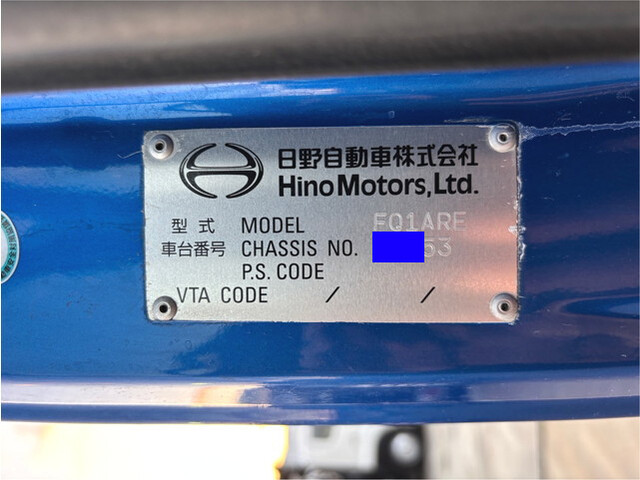 日野自動車株式会社
Hino Motors, Ltd.
型式 MODEL FQ1ARE
車台番号 CHASSIS NO. 53
P.S. CODE
VTA CODE / /